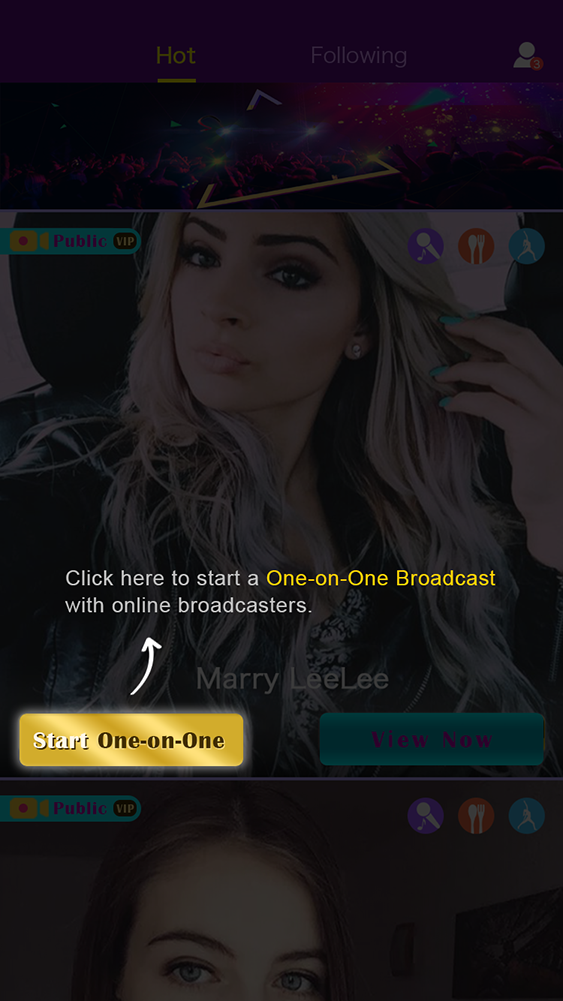 Hot Following
3
Public VIP
Click here to start a One-on-One Broadcast
with online broadcasters.
Marry LeeLee
Start One-on-One View Now
Public VIP